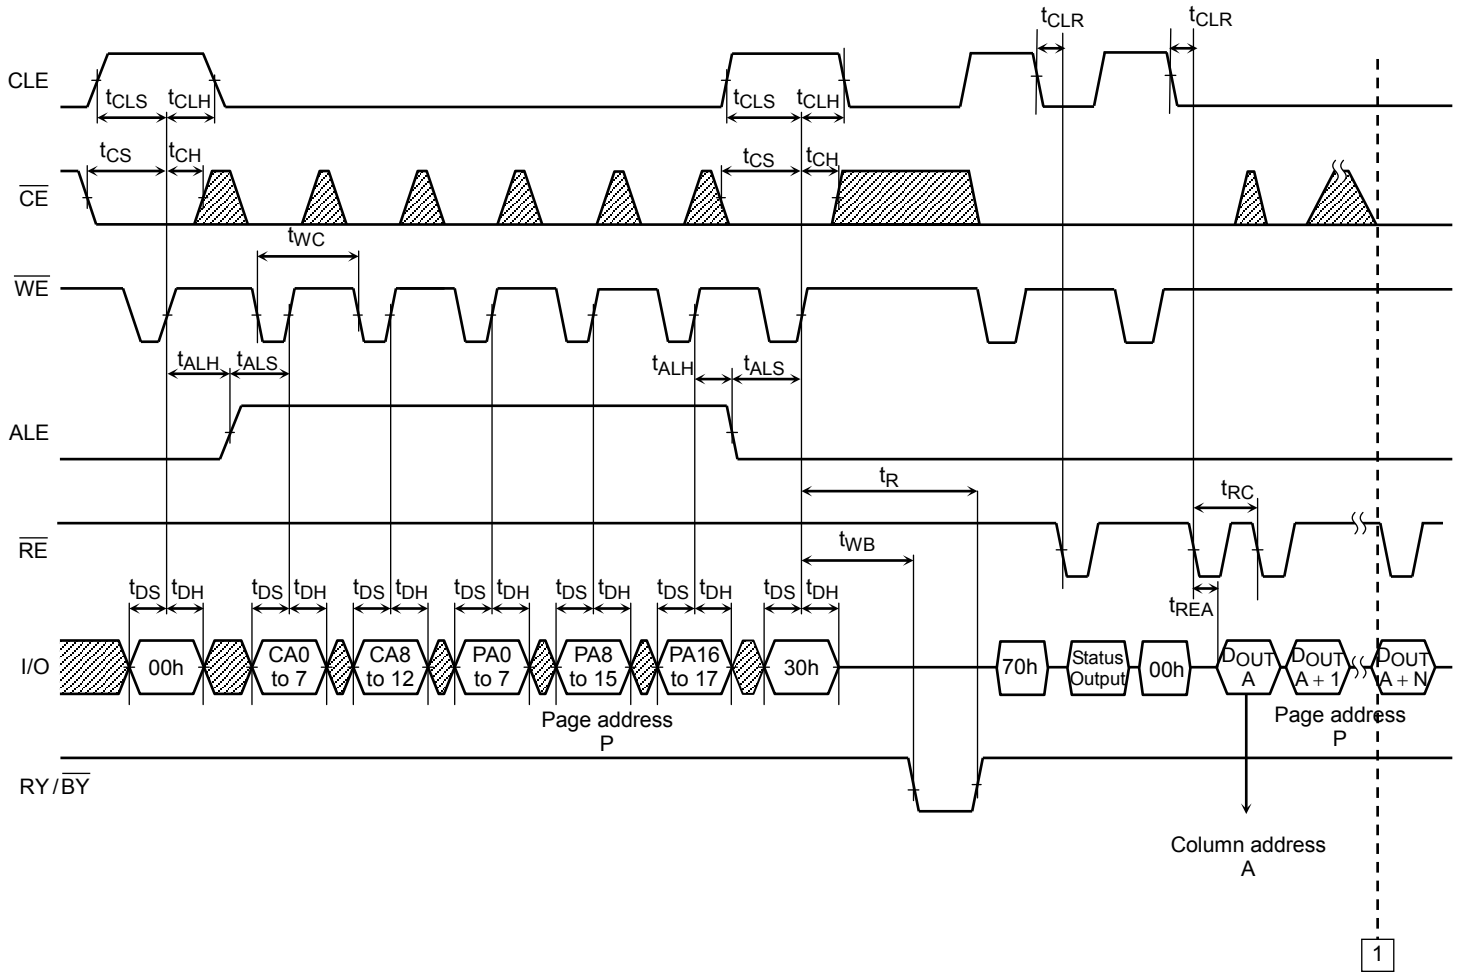 tCLR tCLR
CLE
tCLS tCLH tCLS tCLH
tCS tCH tCS tCH
CE
tWC
WE
tALH tALS tALH tALS
ALE
tR
tRC
RE
tWB
tDS tDH tDS tDH tDS tDH tDS tDH tDS tDH tDS tDH tDS tDH
tREA
I/O
00h
CA0
to 7
CA8
to 12
PA0
to 7
PA8
to 15
PA16
to 17
30h
70h
Status
Output
00h
DOUT
A
DOUT
A + 1
DOUT
A + N
Page address
P
Page address
P
RY/BY
Column address
A
1